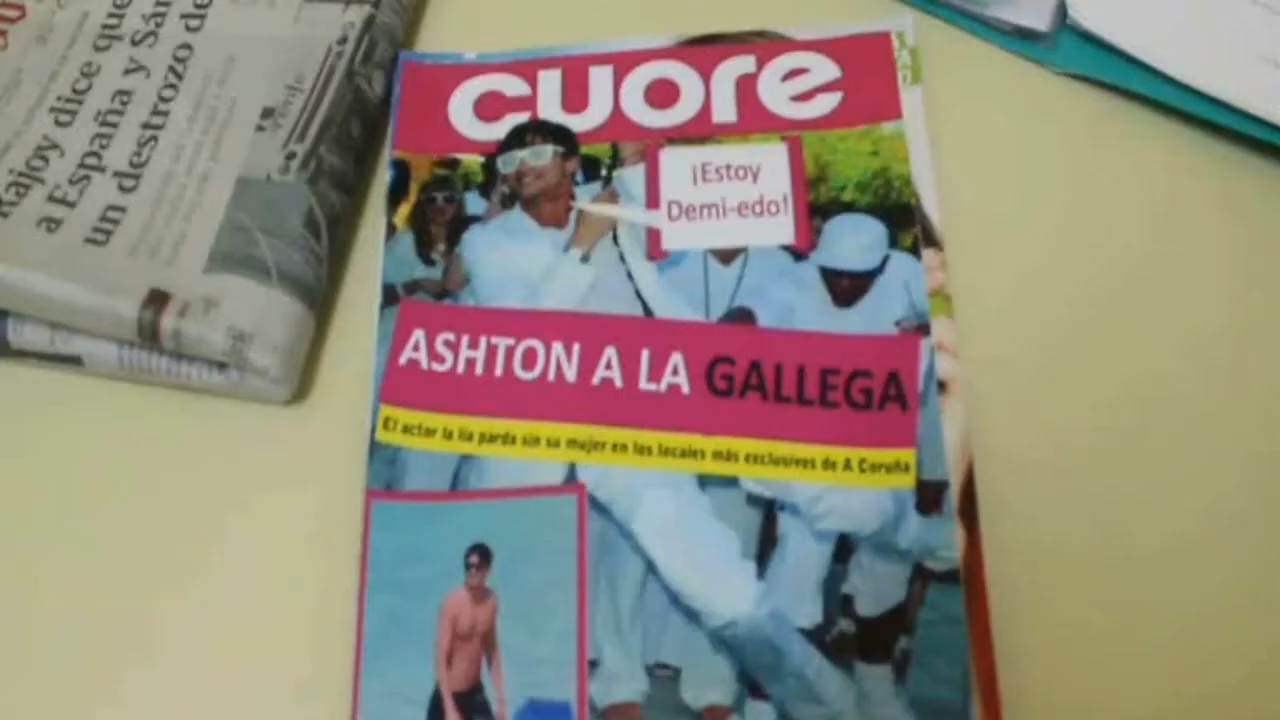 Rajoy dice que
a España y Sán
un destrozo de
cuore
¡Estoy
Demi-edo!
ASHTON A LA GALLEGA
El actor la lía parda sin su mujer en los locales más exclusivos de A Coruña